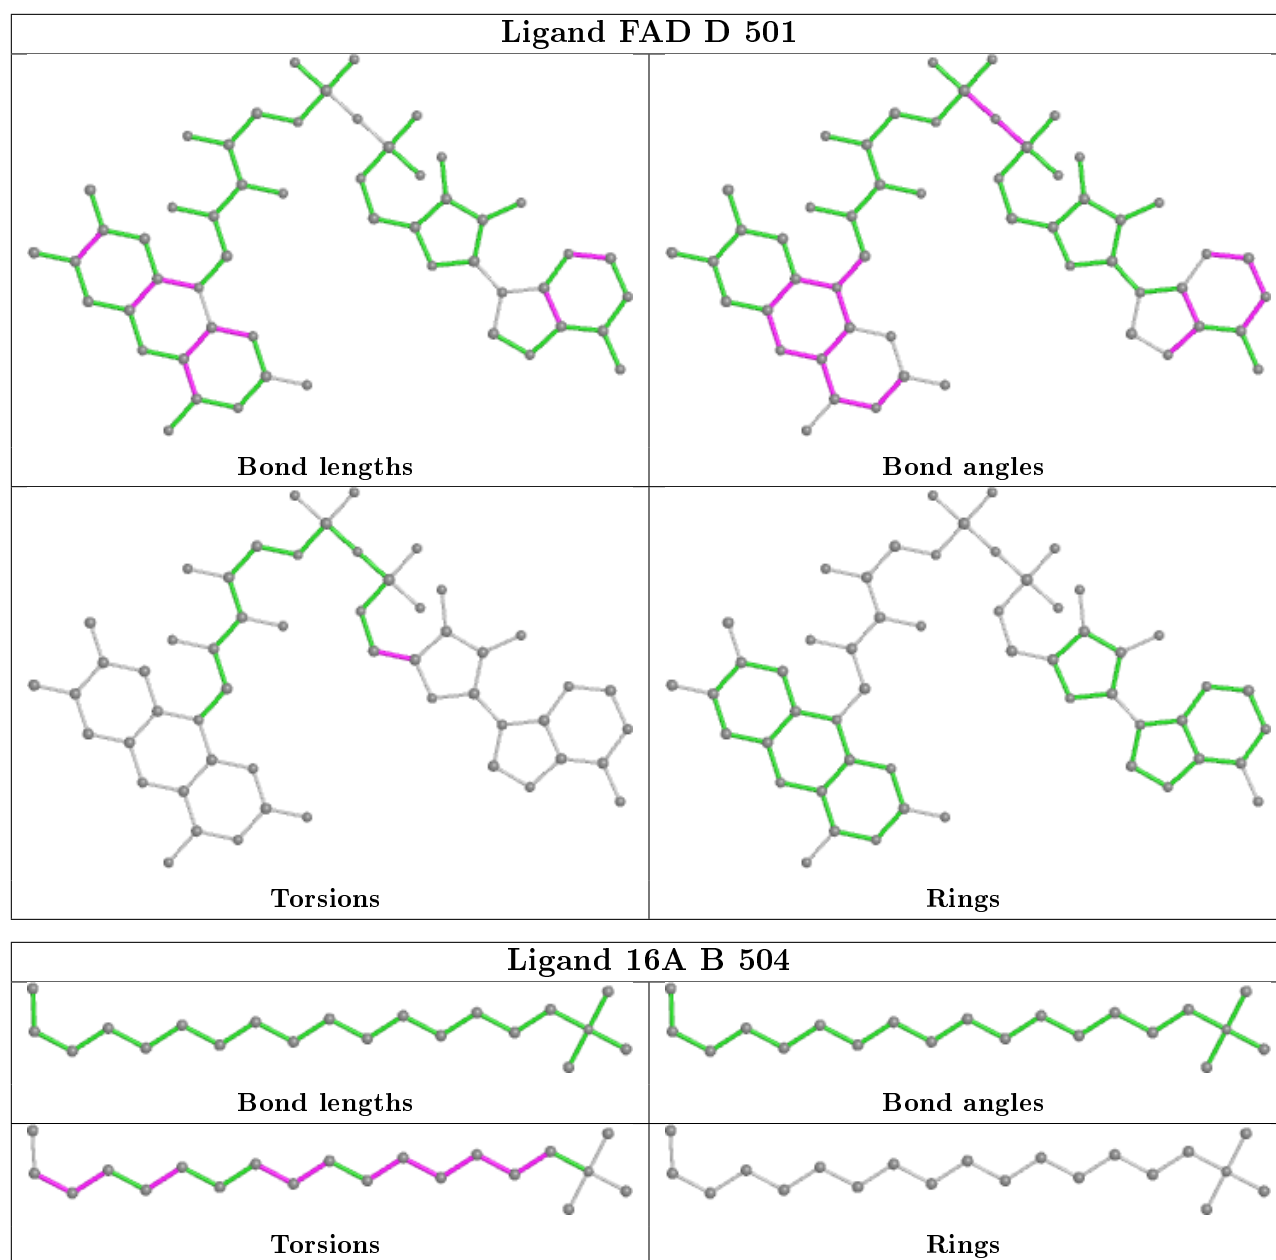 Ligand FAD D 501
Bond lengths
Bond angles
Torsions
Rings
Ligand 16A B 504
Bond lengths
Bond angles
Torsions
Rings